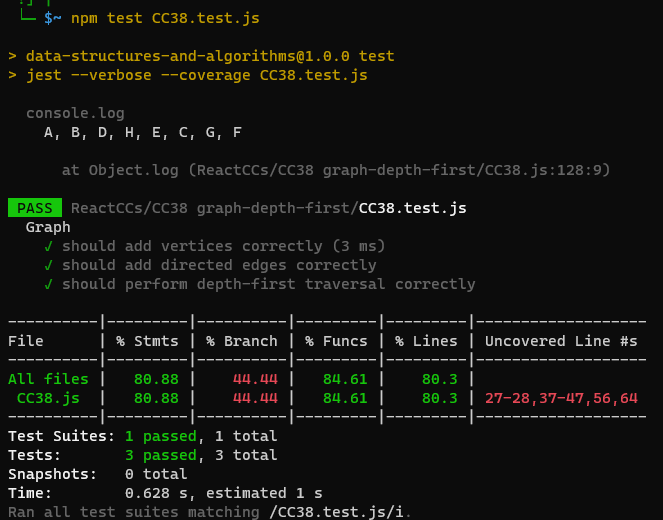 $~ npm test CC38.test.js
> data-structures-and-algorithms@1.0.0 test
> jest --verbose --coverage CC38.test.js
console.log
A, B, D, H, E, C, G, F
at Object.log (ReactCCs/CC38 graph-depth-first/CC38.js:128:9)
PASS ReactCCs/CC38 graph-depth-first/CC38.test.js
Graph
√ should add vertices correctly (3 ms)
√ should add directed edges correctly
√ should perform depth-first traversal correctly
----------|---------|----------|---------|---------|-------------------
File      | % Stmts | % Branch | % Funcs | % Lines | Uncovered Line #s
----------|---------|----------|---------|---------|-------------------
All files |   80.88 |    44.44 |   84.61 |    80.3 |
 CC38.js  |   80.88 |    44.44 |   84.61 |    80.3 | 27-28,37-47,56,64
----------|---------|----------|---------|---------|-------------------
Test Suites: 1 passed, 1 total
Tests:       3 passed, 3 total
Snapshots:   0 total
Time:        0.628 s, estimated 1 s
Ran all test suites matching /CC38.test.js/i.